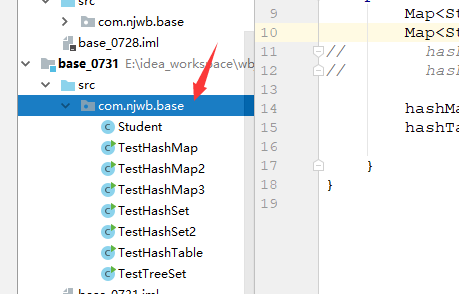 src
com.njwb.base
base_0728.iml
base_0731 E:\idea_workspace\wb
src
com.njwb.base
Student
TestHashMap
TestHashMap2
TestHashMap3
TestHashSet
TestHashSet2
TestHashTable
TestTreeSet
base_0731.iml
9 Map<St
10 Map<St
11 // hash
12 // hash
13
14 hashMa
15 hashTa
16
17 }
18 }
19